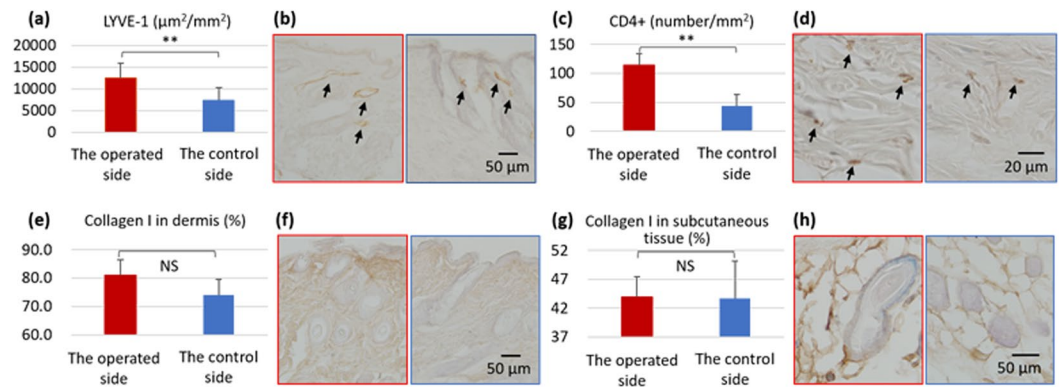 (a)
LYVE-1 (µm²/mm²)
**
20000
15000
10000
5000
0
The operated
side
The control
side
(b)
50 µm
(c)
CD4+ (number/mm²)
**
150
100
50
0
The operated
side
The control
side
(d)
20 µm
(e)
Collagen I in dermis (%)
NS
90.0
80.0
70.0
60.0
The operated
side
The control
side
(f)
50 µm
(g)
Collagen I in subcutaneous
tissue (%)
NS
52
47
42
37
The operated
side
The control
side
(h)
50 µm